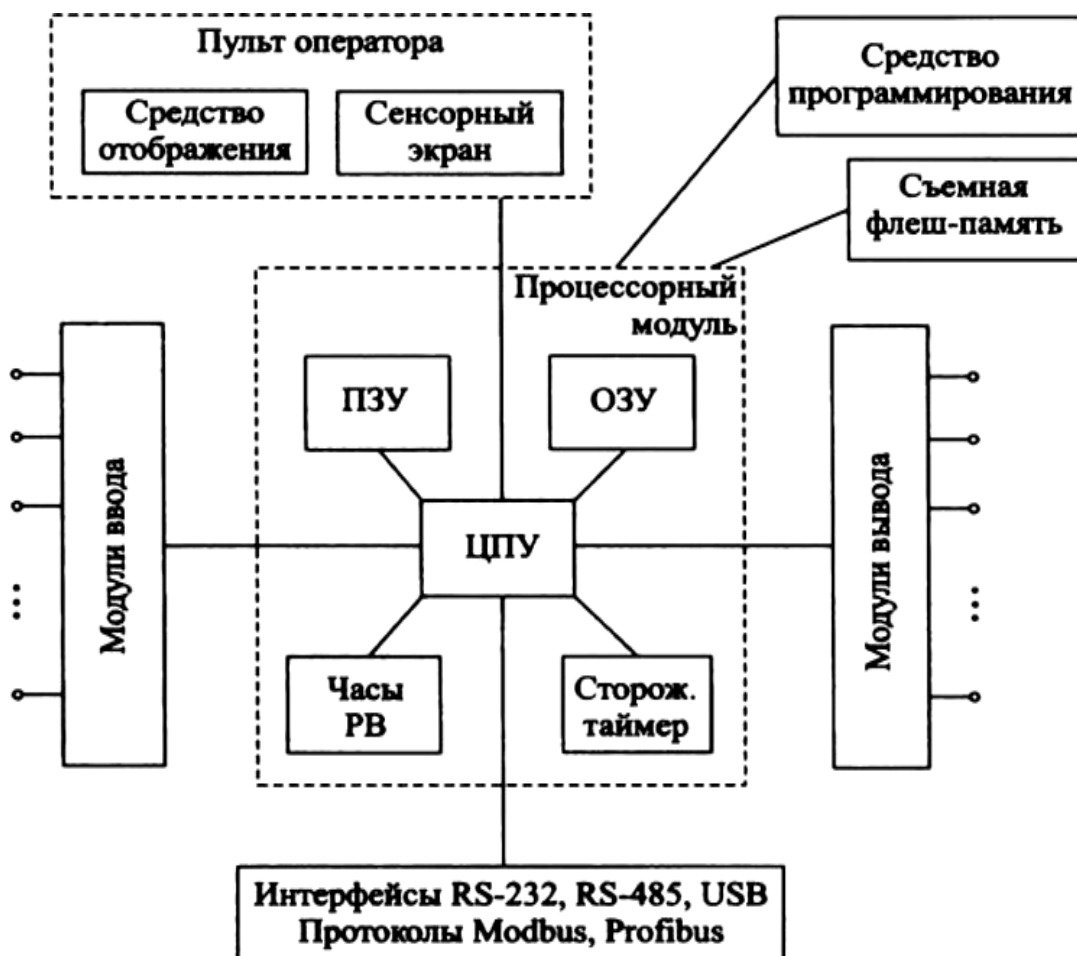 Пульт оператора
Средство
отображения
Сенсорный
экран
Средство
программирования
Съемная
флеш-память
Процессорный
модуль
ПЗУ
ОЗУ
Модули ввода
ЦПУ
Модули вывода
Часы
РВ
Сторож.
таймер
Интерфейсы RS-232, RS-485, USB
Протоколы Modbus, Profibus